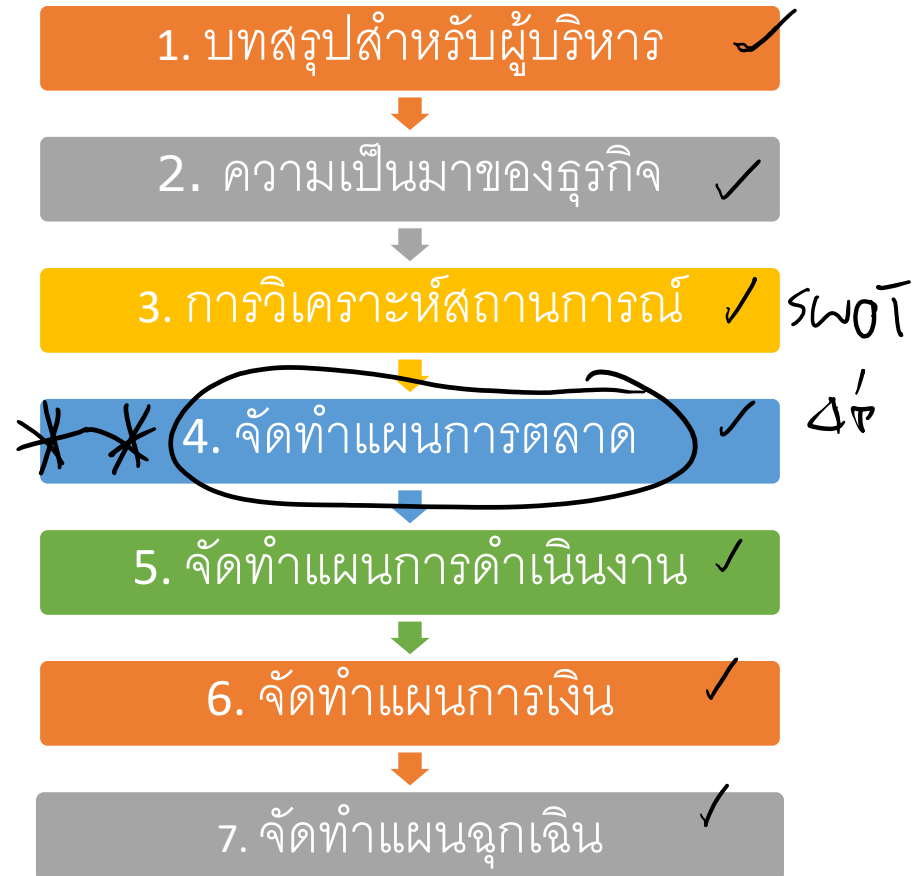 1. บทสรุปสำหรับผู้บริหาร
2. ความเป็นมาของธุรกิจ
3. การวิเคราะห์สถานการณ์
SWOT
4. จัดทำแผนการตลาด
5. จัดทำแผนการดำเนินงาน
6. จัดทำแผนการเงิน
7. จัดทำแผนฉุกเฉิน